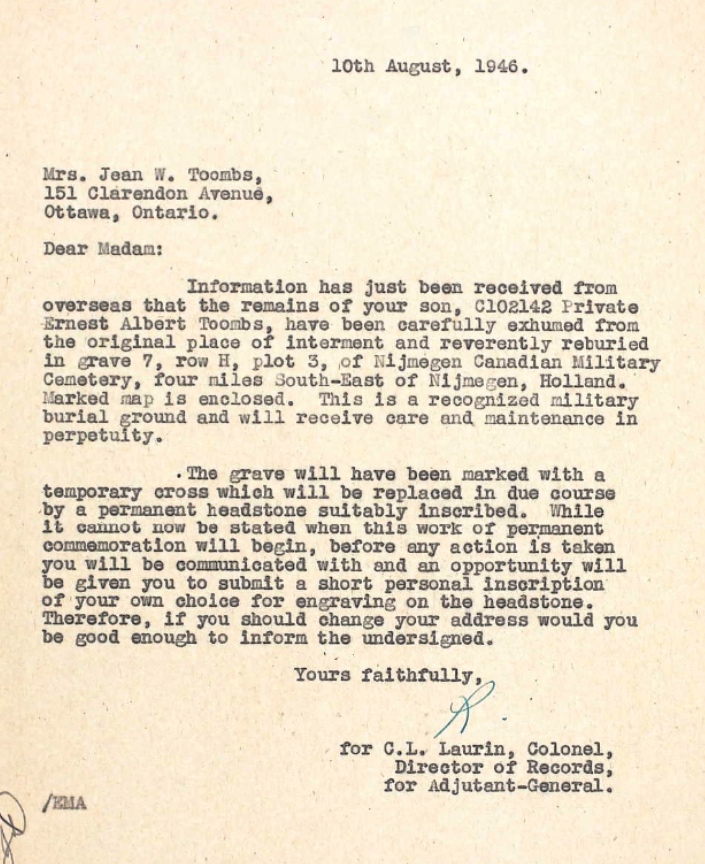 10th August, 1946.
Mrs. Jean W. Toombs,
151 Clarendon Avenue,
Ottawa, Ontario.
Dear Madam:
Information has just been received from
overseas that the remains of your son, C102142 Private
Ernest Albert Toombs, have been carefully exhumed from
the original place of interment and reverently reburied
in grave 7, row H, plot 3, of Nijmegen Canadian Military
Cemetery, four miles South-East of Nijmegen, Holland.
Marked map is enclosed. This is a recognized military
burial ground and will receive care and maintenance in
perpetuity.
The grave will have been marked with a
temporary cross which will be replaced in due course
by a permanent headstone suitably inscribed. While
it cannot now be stated when this work of permanent
commemoration will begin, before any action is taken
you will be communicated with and an opportunity will
be given you to submit a short personal inscription
of your own choice for engraving on the headstone.
Therefore, if you should change your address would you
be good enough to inform the undersigned.
Yours faithfully,
for C.L. Laurin, Colonel,
Director of Records,
for Adjutant-General.
/EMA